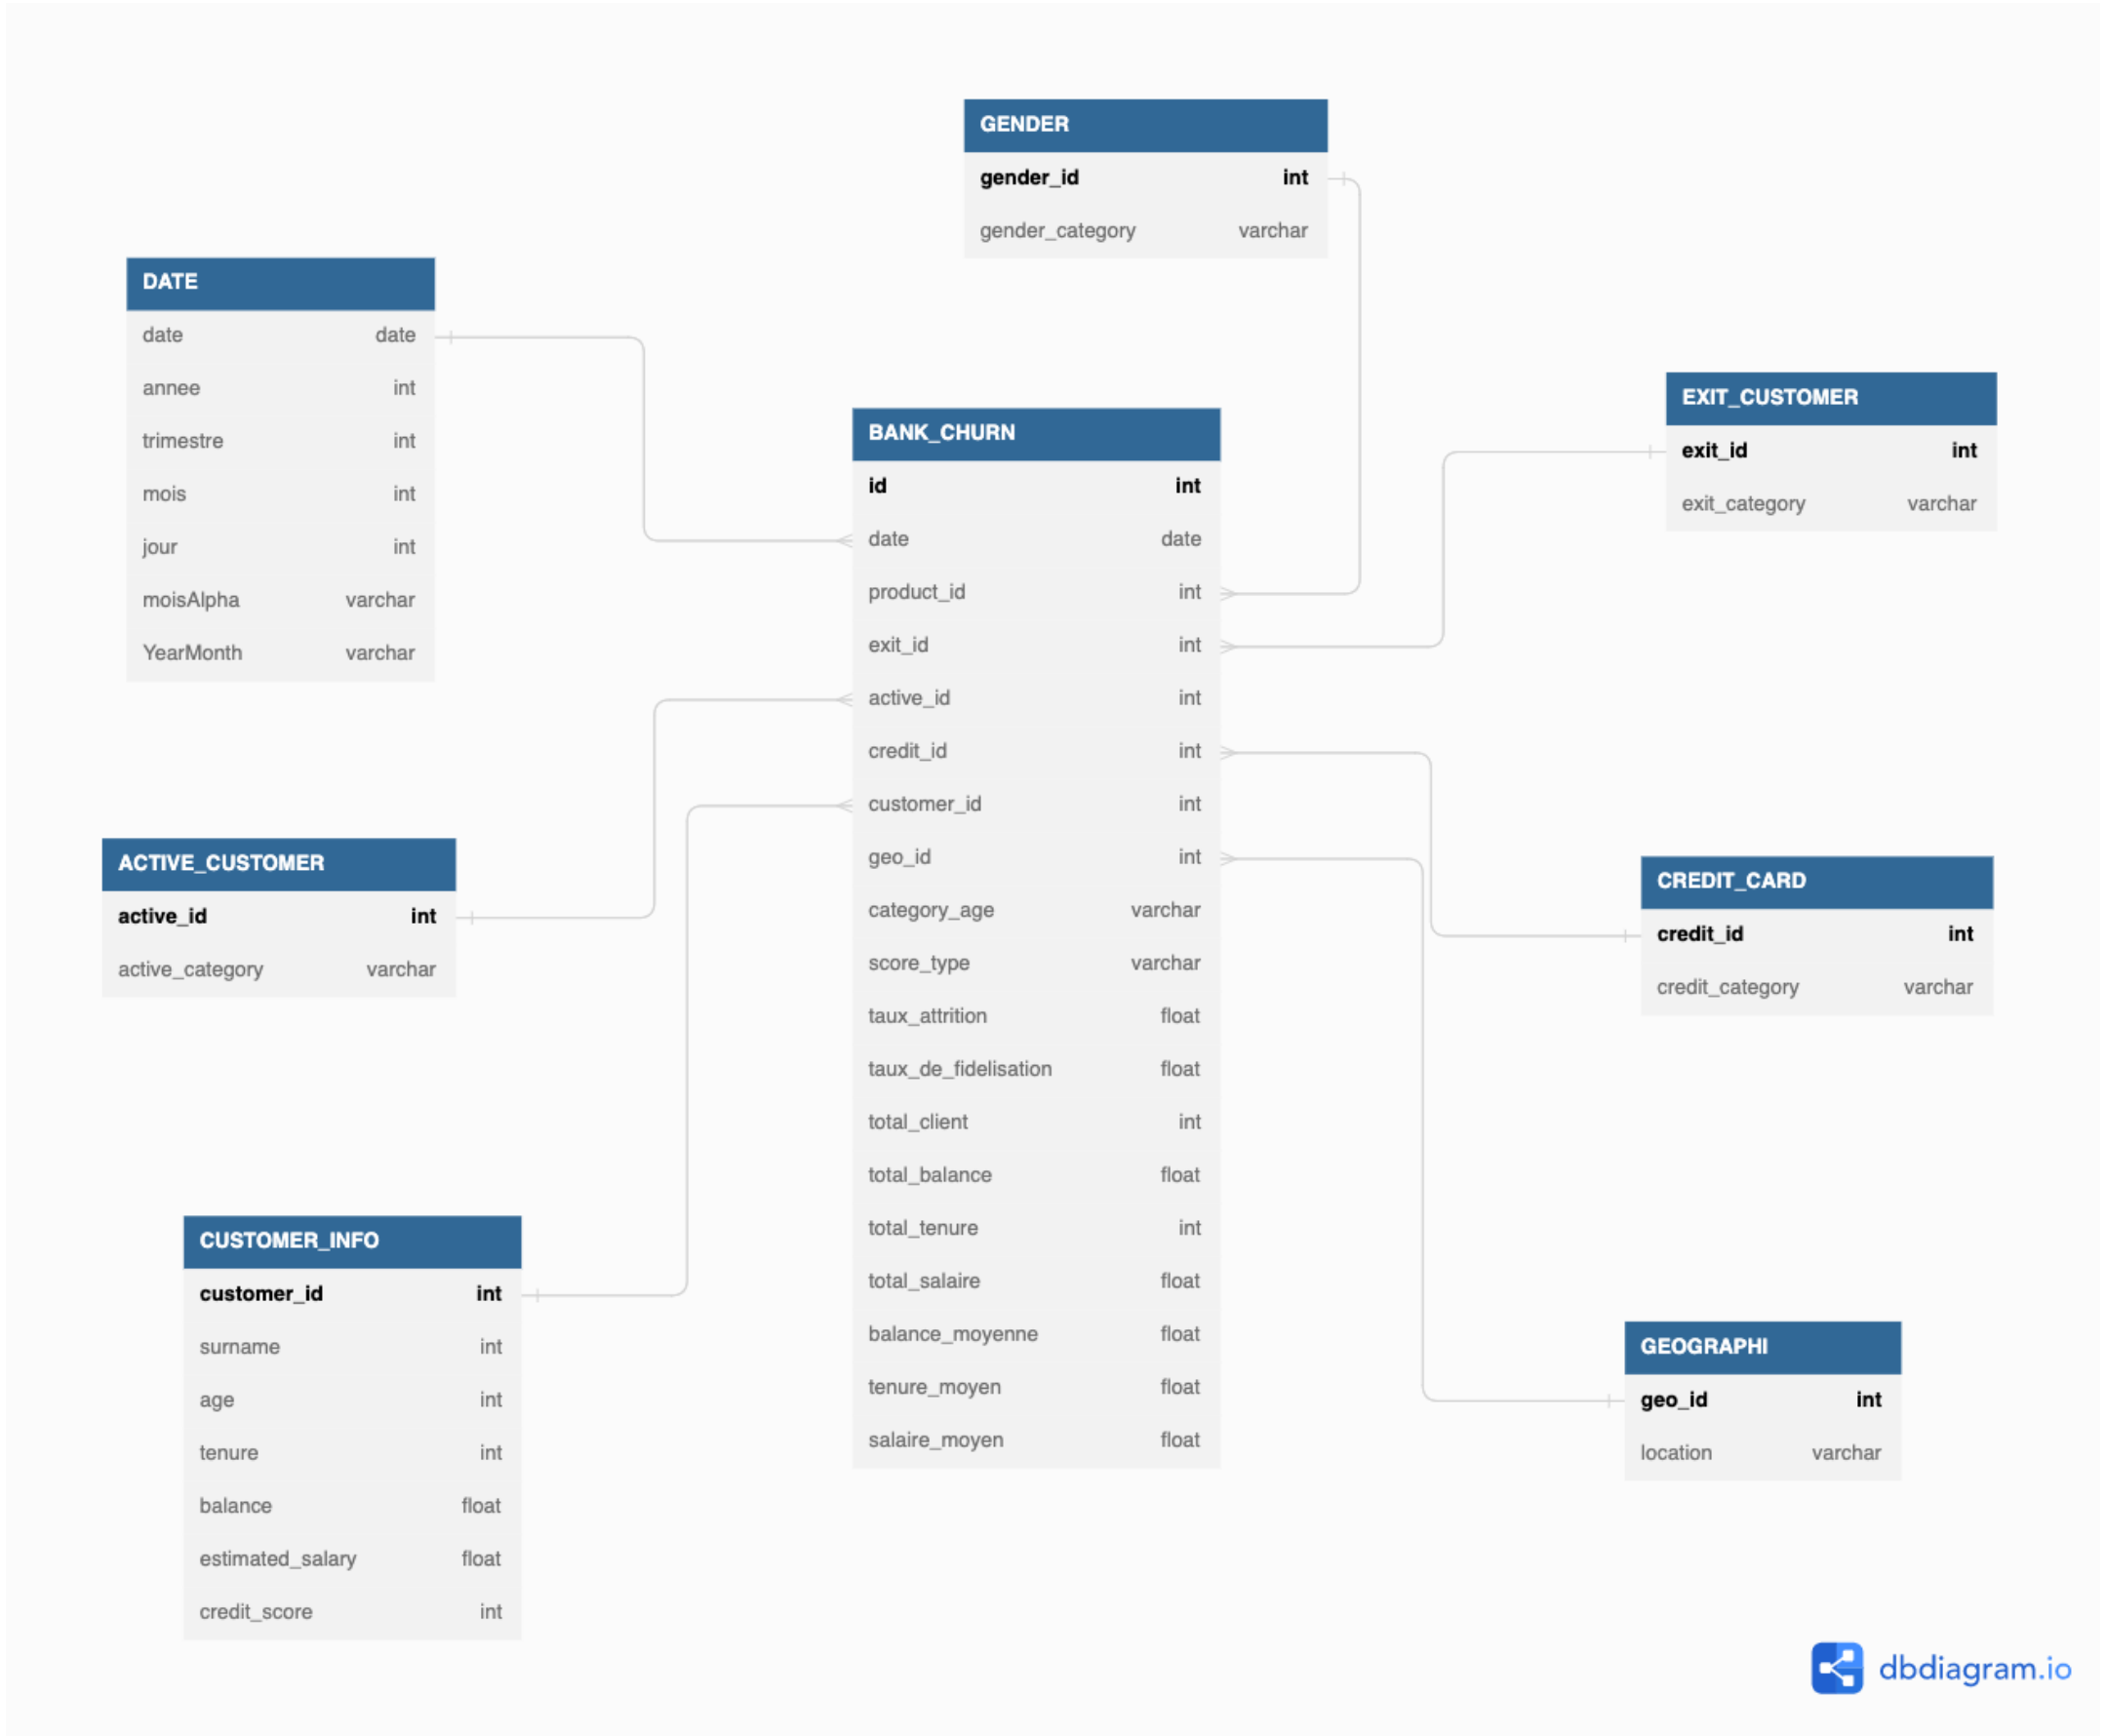 GENDER
gender_id int
gender_category varchar
DATE
date date
annee int
trimestre int
mois int
jour int
moisAlpha varchar
YearMonth varchar
BANK_CHURN
id int
date date
product_id int
exit_id int
active_id int
credit_id int
customer_id int
geo_id int
category_age varchar
score_type varchar
taux_attrition float
taux_de_fidelisation float
total_client int
total_balance float
total_tenure int
total_salaire float
balance_moyenne float
tenure_moyen float
salaire_moyen float
EXIT_CUSTOMER
exit_id int
exit_category varchar
ACTIVE_CUSTOMER
active_id int
active_category varchar
CREDIT_CARD
credit_id int
credit_category varchar
CUSTOMER_INFO
customer_id int
surname int
age int
tenure int
balance float
estimated_salary float
credit_score int
GEOGRAPHI
geo_id int
location varchar
dbdiagram.io